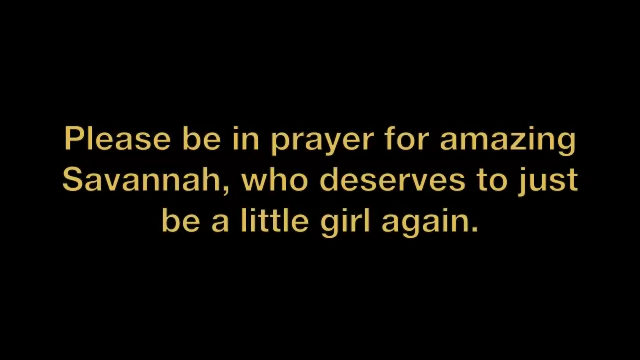 Please be in prayer for amazing
Savannah, who deserves to just
be a little girl again.